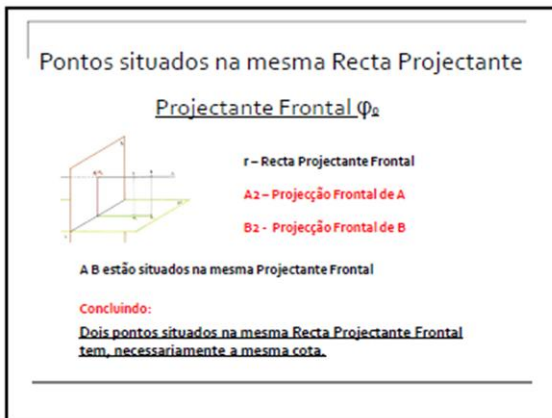 Pontos situados na mesma Recta Projectante
Projectante Frontal φ₀
r – Recta Projectante Frontal
A2 – Projecção Frontal de A
B2 - Projecção Frontal de B
A B estão situados na mesma Projectante Frontal
Concluindo:
Dois pontos situados na mesma Recta Projectante Frontal
tem, necessariamente a mesma cota.